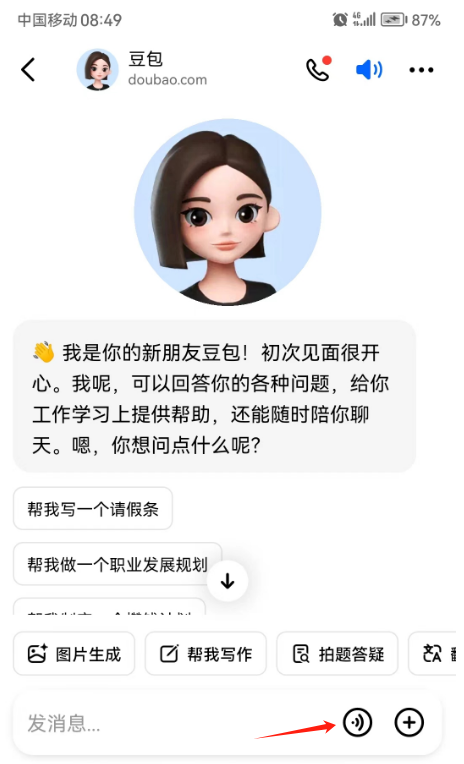 中国移动 08:49 4G 87%
豆包
doubao.com
👋 我是你的新朋友豆包！初次见面很开
心。我呢，可以回答你的各种问题，给你
工作学习上提供帮助，还能随时陪你聊
天。嗯，你想问点什么呢？
帮我写一个请假条
帮我做一个职业发展规划
图片生成 帮我写作 拍题答疑
发消息...